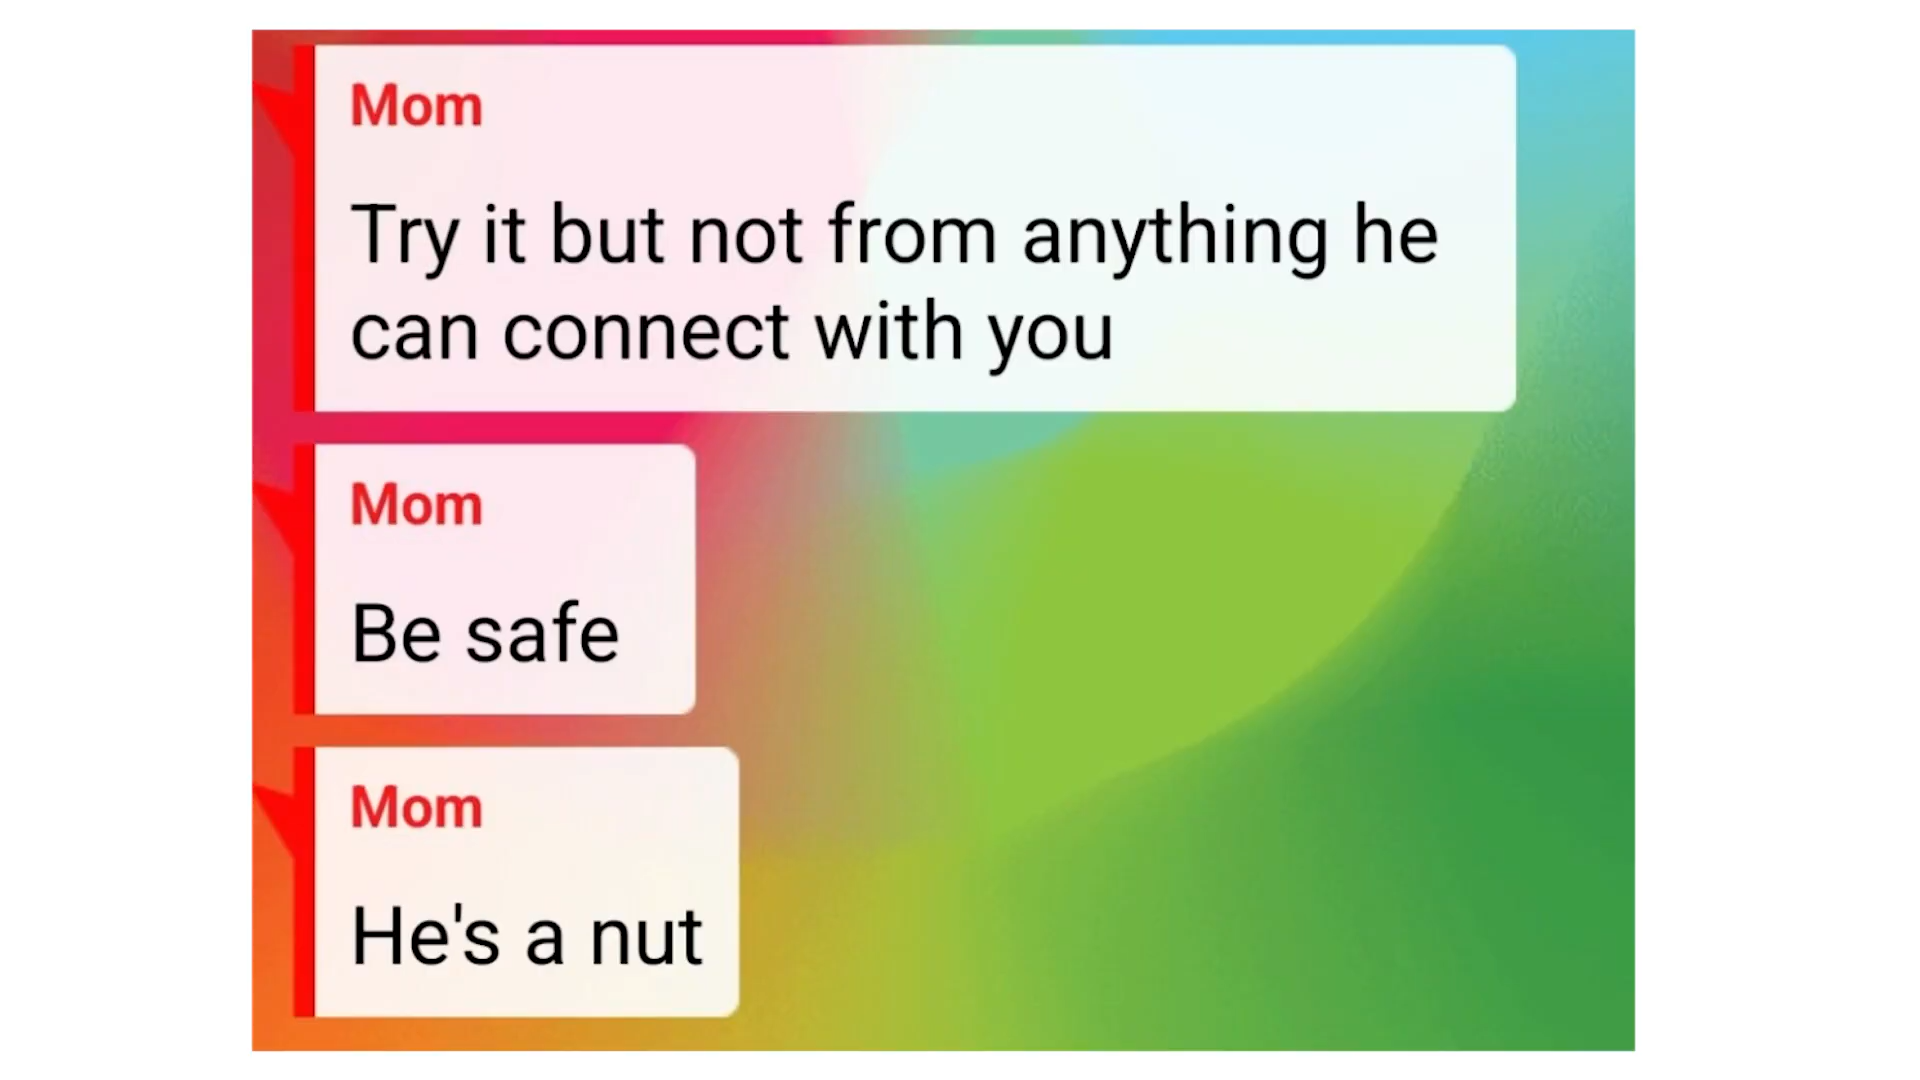 Mom
Try it but not from anything he
can connect with you
Mom
Be safe
Mom
He's a nut